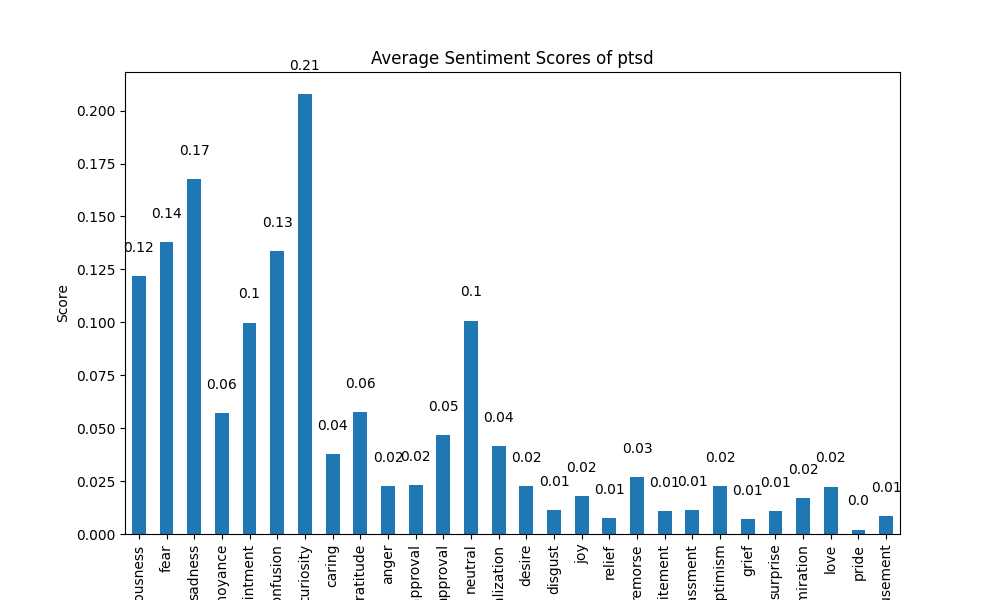 Average Sentiment Scores of ptsd
0.21
0.17
0.14
0.13
0.12
0.1
0.1
0.06
0.06
0.05
0.04
0.04
0.03
0.02
0.02
0.02
0.02
0.02
0.02
0.02
0.01
0.01
0.01
0.01
0.01
0.01
0.01
0.0
Score
0.200
0.175
0.150
0.125
0.100
0.075
0.050
0.025
0.000
ousness
fear
sadness
noyance
intment
onfusion
curiosity
caring
ratitude
anger
pproval
pproval
neutral
lization
desire
disgust
joy
relief
remorse
itement
assment
ptimism
grief
surprise
miration
love
pride
usement